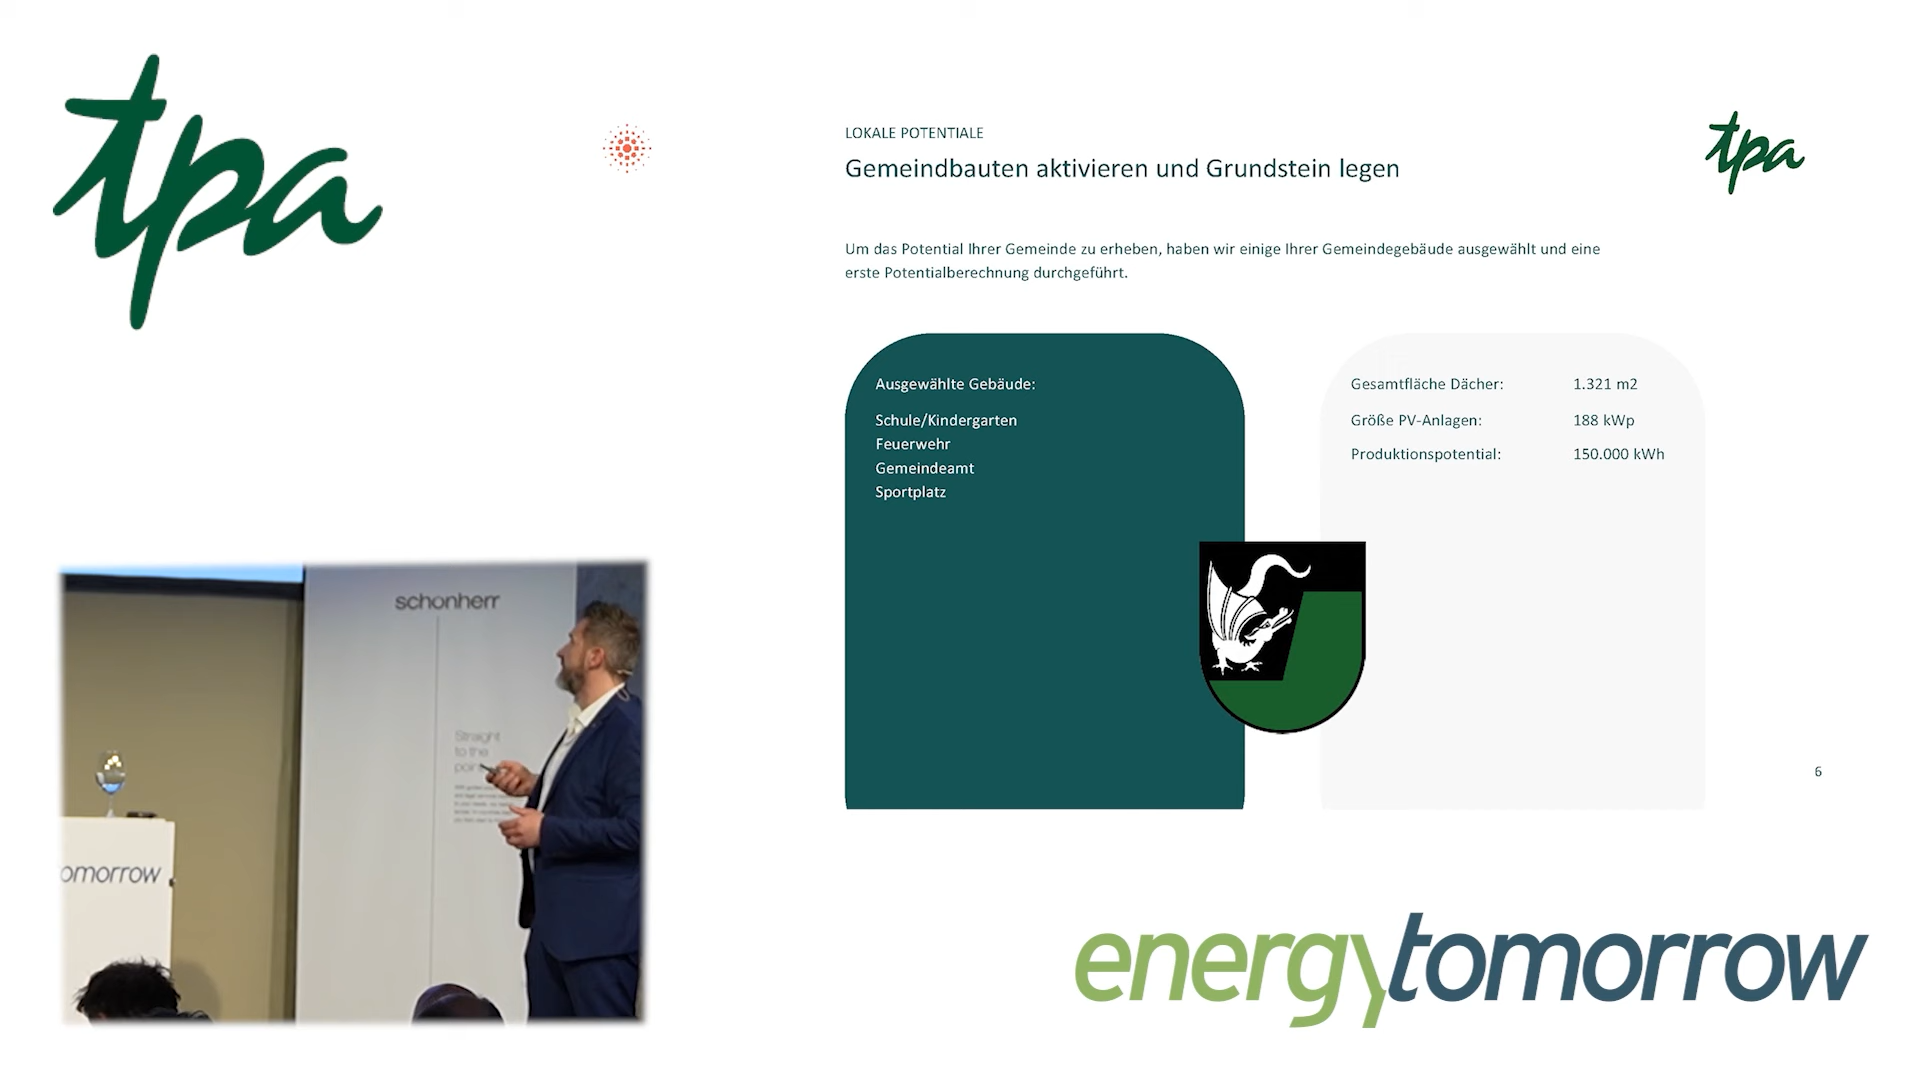 tpa
LOKALE POTENTIALE
Gemeindbauten aktivieren und Grundstein legen
tpa
Um das Potential Ihrer Gemeinde zu erheben, haben wir einige Ihrer Gemeindegebäude ausgewählt und eine
erste Potentialberechnung durchgeführt.
Ausgewählte Gebäude:
Schule/Kindergarten
Feuerwehr
Gemeindeamt
Sportplatz
Gesamtfläche Dächer: 1.321 m2
Größe PV-Anlagen: 188 kWp
Produktionspotential: 150.000 kWh
6
schonherr
Straight
to the
omorrow
energytomorrow